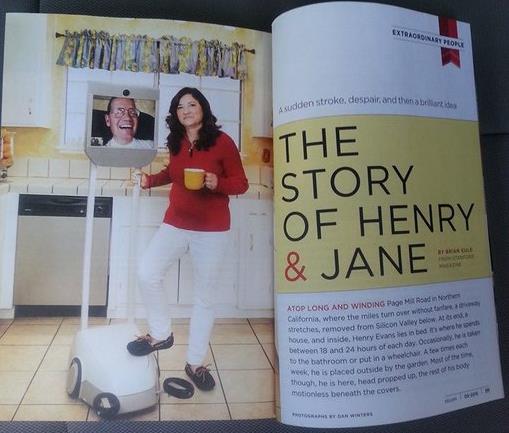 EXTRAORDINARY PEOPLE
A sudden stroke, despair, and then a brilliant idea
THE
STORY
OF HENRY
& JANE
BY BRIAN EULE
FROM STANFORD
MAGAZINE
ATOP LONG AND WINDING Page Mill Road in Northern
California, where the miles turn over without fanfare, a driveway
stretches, removed from Silicon Valley below. At its end, a
house, and inside, Henry Evans lies in bed. It's where he spends
between 18 and 24 hours of each day. Occasionally, he is taken
to the bathroom or put in a wheelchair. A few times each
week, he is placed outside by the garden. Most of the time,
though, he is here, head propped up, the rest of his body
motionless beneath the covers.
PHOTOGRAPHS BY DAN WINTERS